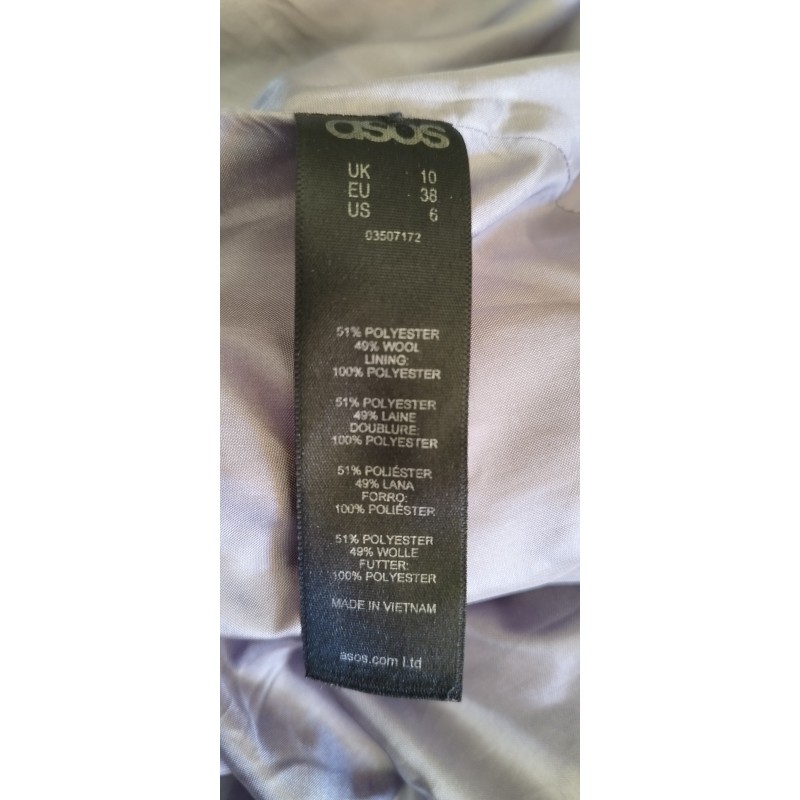 asos
UK 10
EU 38
US 6
03507172
51% POLYESTER
49% WOOL
LINING:
100% POLYESTER
51% POLYESTER
49% LAINE
DOUBLURE:
100% POLYESTER
51% POLIÉSTER
49% LANA
FORRO:
100% POLIÉSTER
51% POLYESTER
49% WOLLE
FUTTER:
100% POLYESTER
MADE IN VIETNAM
asos.com Ltd